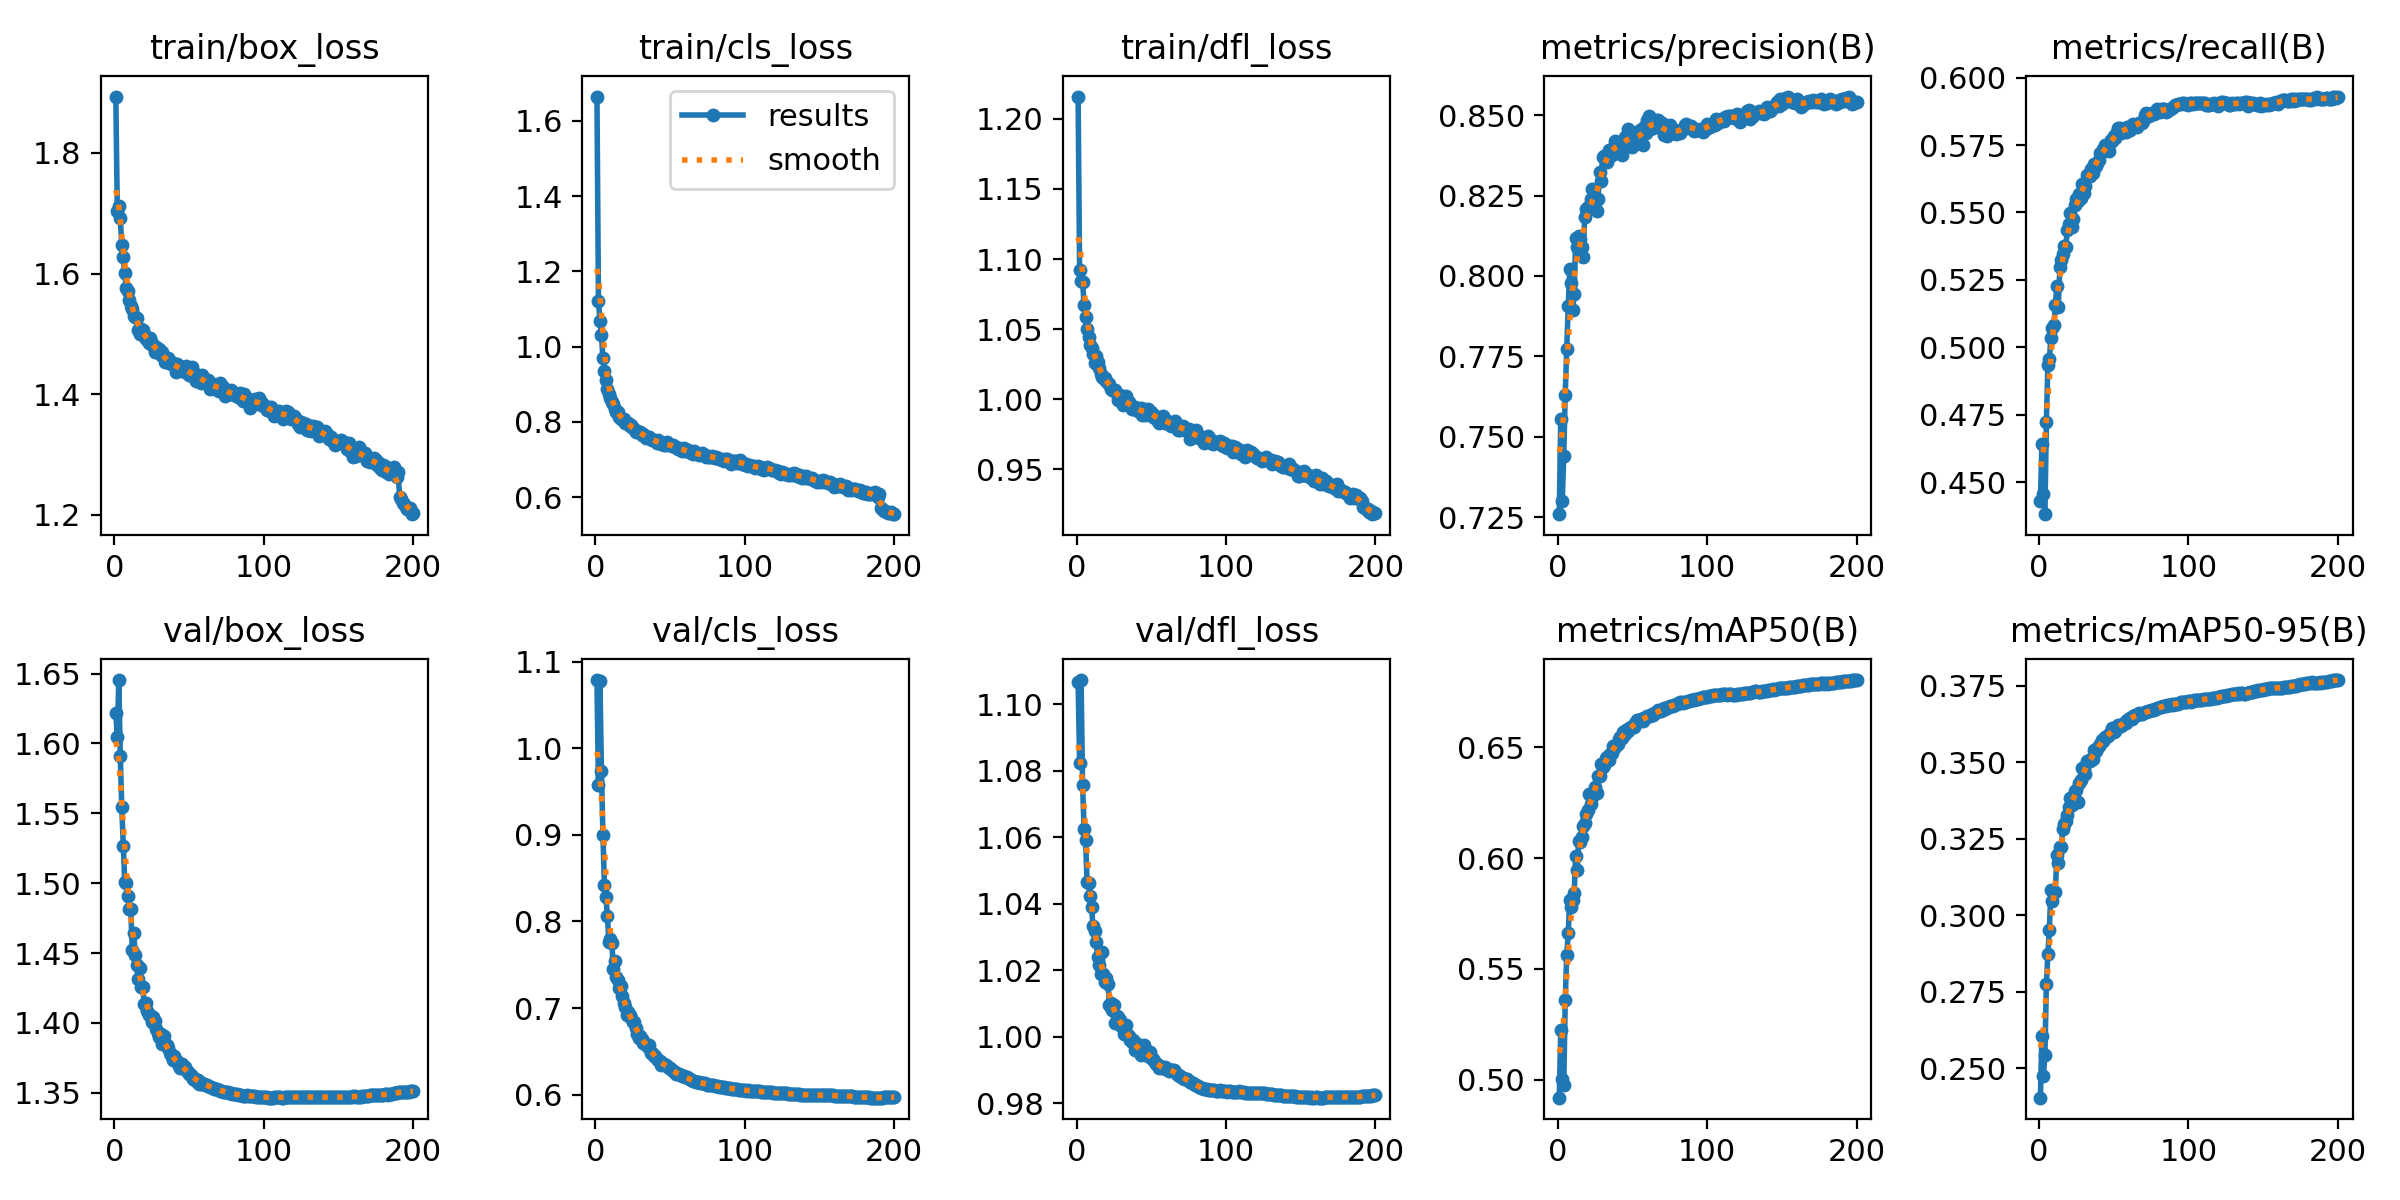 train/box_loss
1.8
1.6
1.4
1.2
0 100 200
train/cls_loss
results
smooth
1.6
1.4
1.2
1.0
0.8
0.6
0 100 200
train/dfl_loss
1.20
1.15
1.10
1.05
1.00
0.95
0 100 200
metrics/precision(B)
0.850
0.825
0.800
0.775
0.750
0.725
0 100 200
metrics/recall(B)
0.600
0.575
0.550
0.525
0.500
0.475
0.450
0 100 200
val/box_loss
1.65
1.60
1.55
1.50
1.45
1.40
1.35
0 100 200
val/cls_loss
1.1
1.0
0.9
0.8
0.7
0.6
0 100 200
val/dfl_loss
1.10
1.08
1.06
1.04
1.02
1.00
0.98
0 100 200
metrics/mAP50(B)
0.65
0.60
0.55
0.50
0 100 200
metrics/mAP50-95(B)
0.375
0.350
0.325
0.300
0.275
0.250
0 100 200